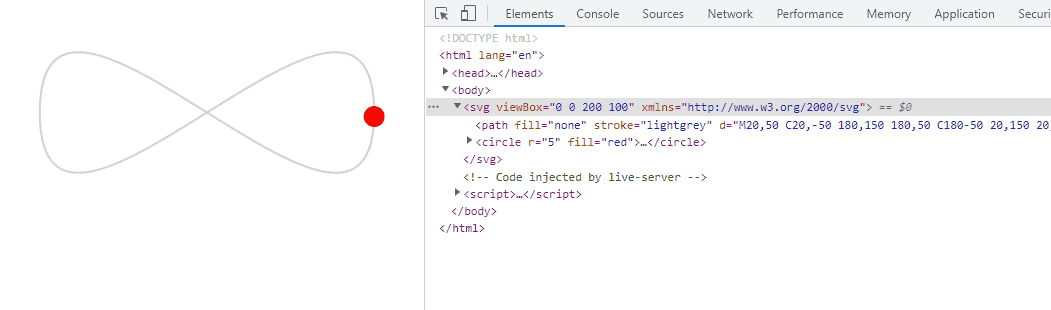 Elements Console Sources Network Performance Memory Application Securi
<!DOCTYPE html>
<html lang="en">
<head>…</head>
<body>
<svg viewBox="0 0 200 100" xmlns="http://www.w3.org/2000/svg"> == $0
<path fill="none" stroke="lightgrey" d="M20,50 C20,-50 180,150 180,50 C180-50 20,150 20
<circle r="5" fill="red">…</circle>
</svg>
<!-- Code injected by live-server -->
<script>…</script>
</body>
</html>